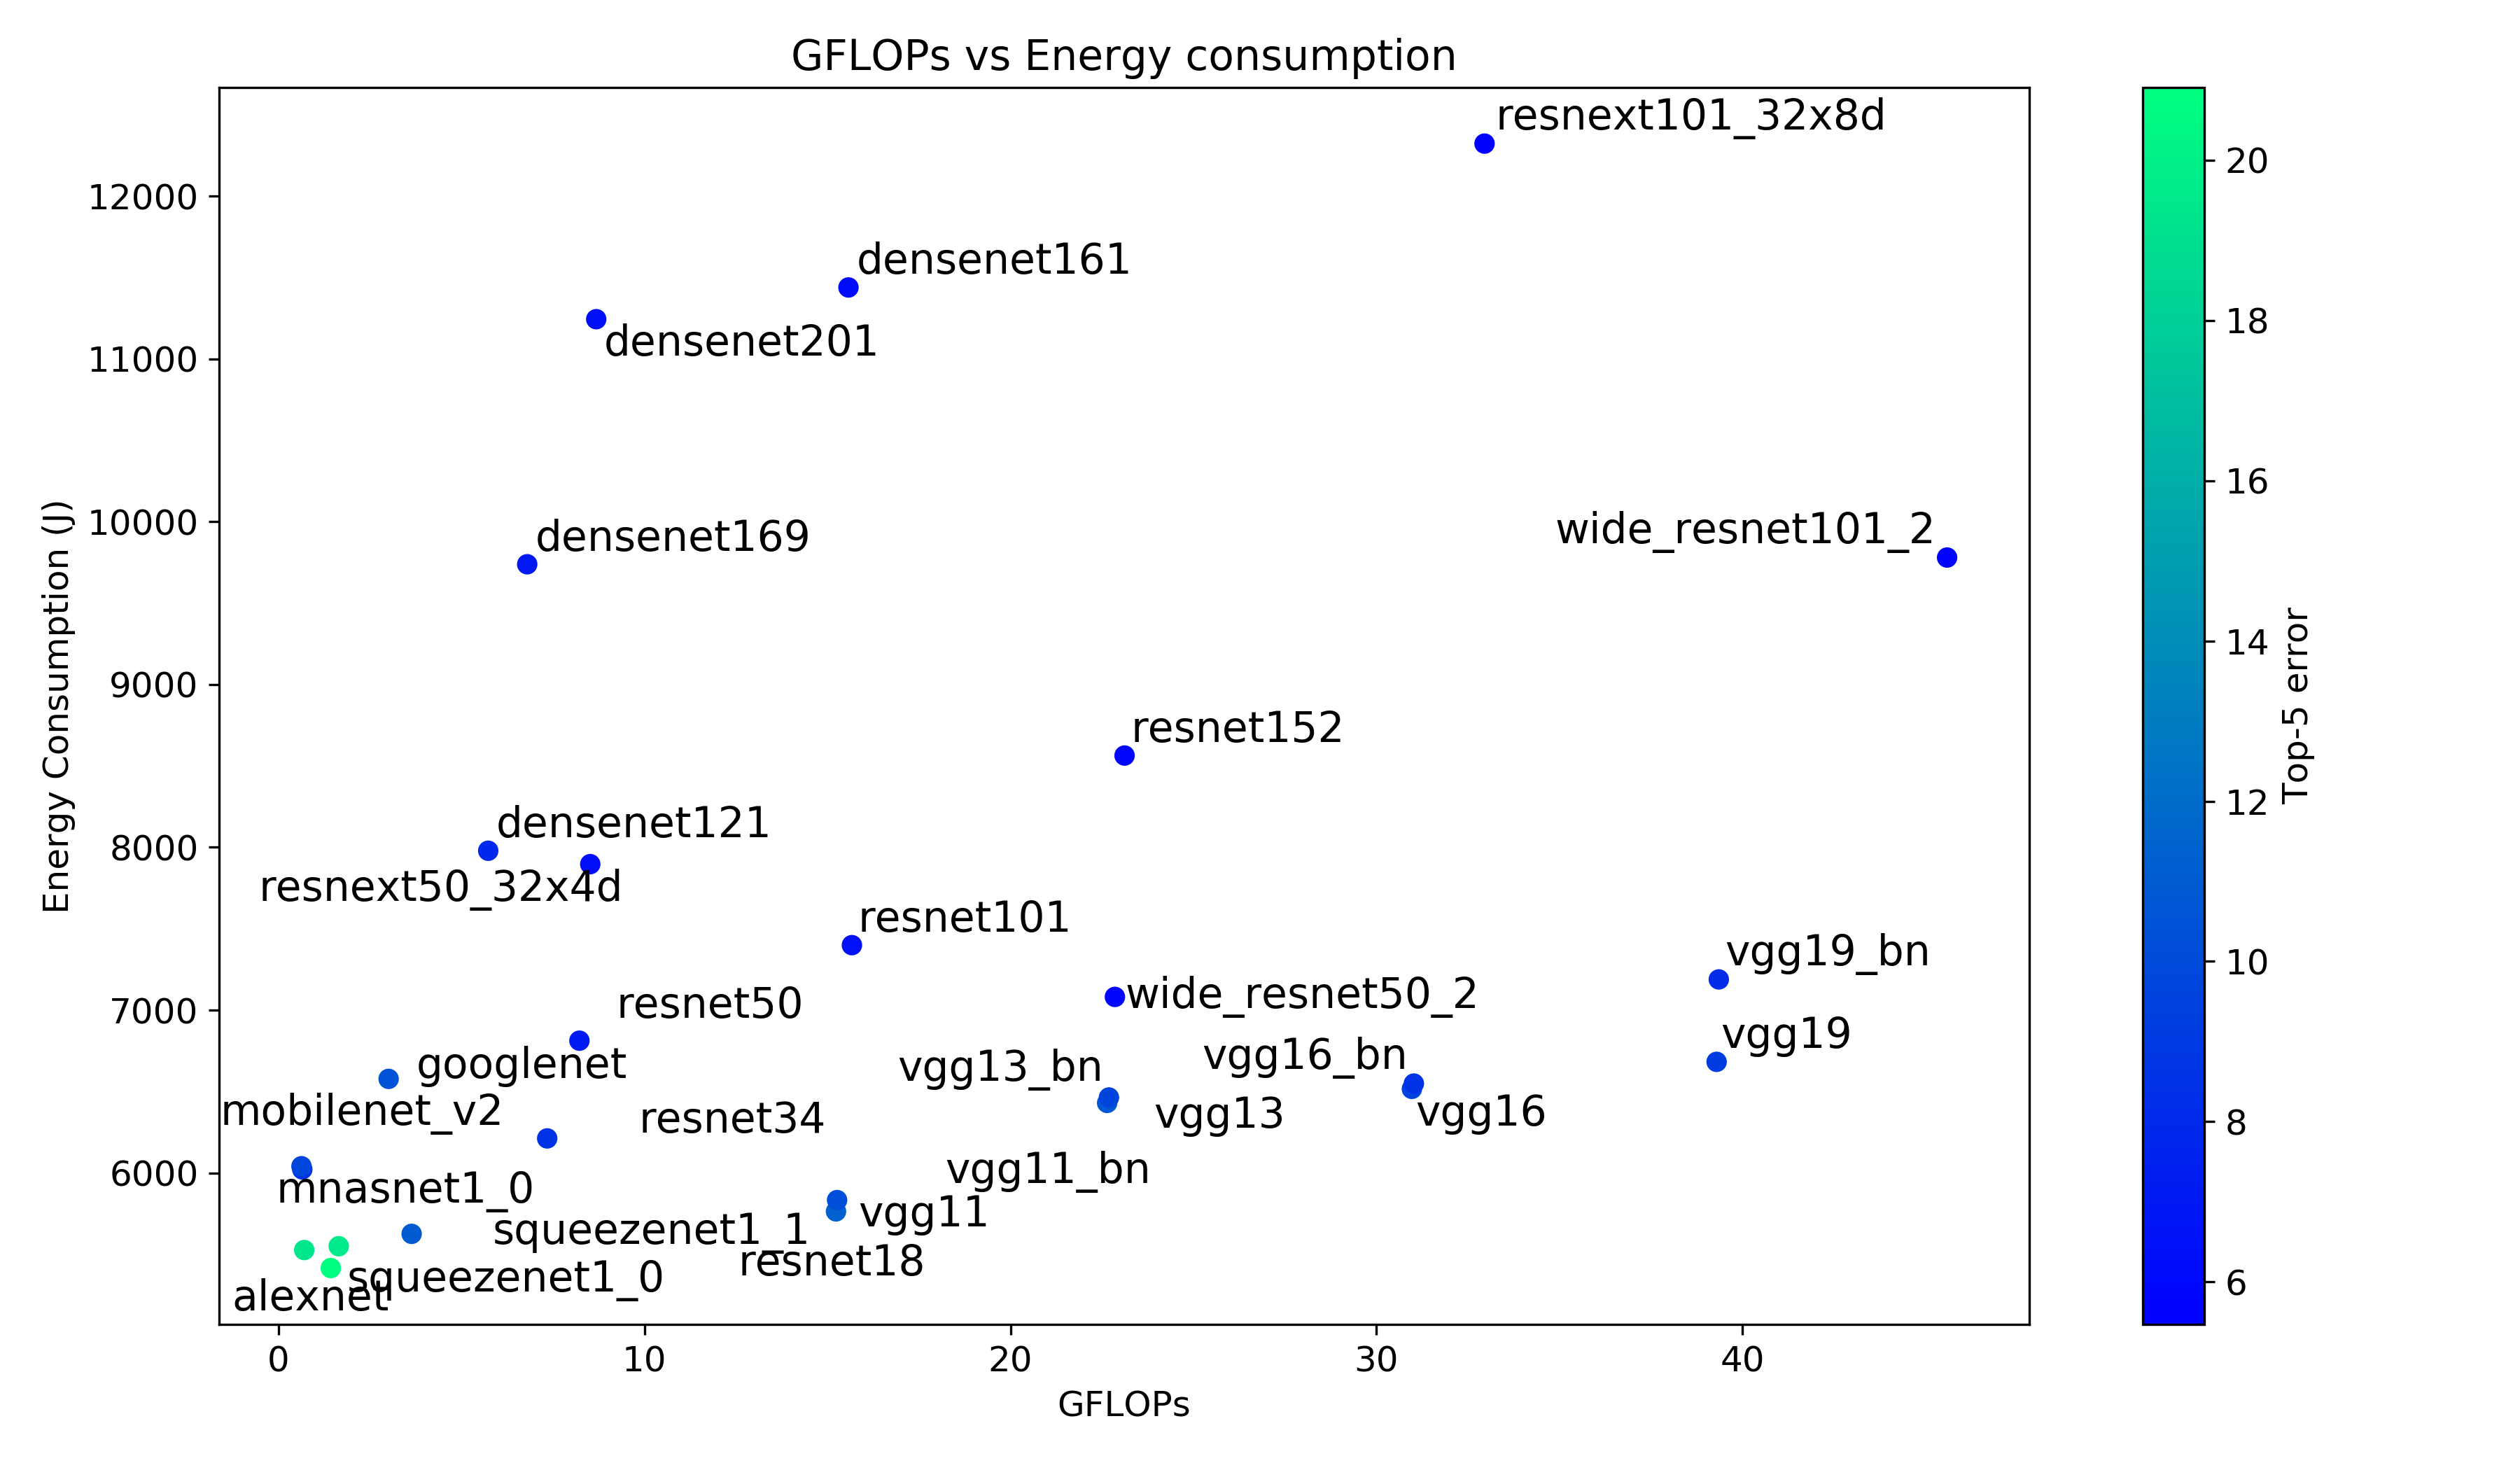 GFLOPs vs Energy consumption
resnext101_32x8d
20
12000
densenet161
18
densenet201
11000
16
wide_resnet101_2
10000
densenet169
Energy Consumption (J)
14
Top-5 error
9000
resnet152
12
densenet121
8000
resnext50_32x4d
resnet101
vgg19_bn
10
wide_resnet50_2
resnet50
7000
vgg19
vgg16_bn
googlenet
vgg13_bn
mobilenet_v2
vgg13
vgg16
resnet34
8
6000
vgg11_bn
mnasnet1_0
vgg11
squeezenet1_1
resnet18
squeezenet1_0
6
alexnet
0
10
20
30
40
GFLOPs